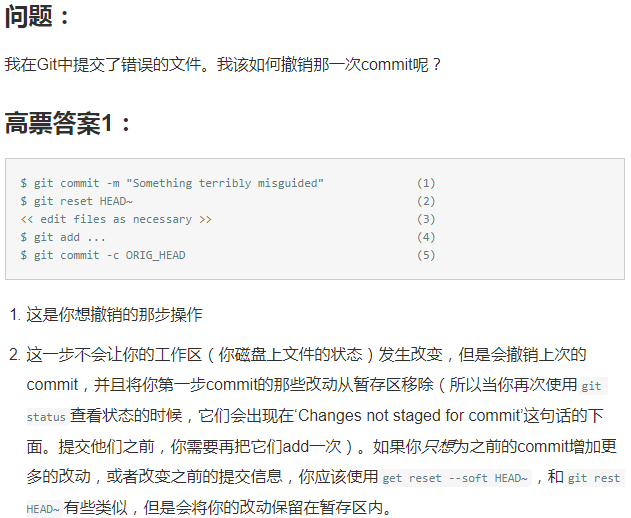 问题：
我在Git中提交了错误的文件。我该如何撤销那一次commit呢？
高票答案1：
$ git commit -m "Something terribly misguided" (1)
$ git reset HEAD~ (2)
<< edit files as necessary >> (3)
$ git add ... (4)
$ git commit -c ORIG_HEAD (5)
1. 这是你想撤销的那步操作
2. 这一步不会让你的工作区（你磁盘上文件的状态）发生改变，但是会撤销上次的
commit，并且将你第一步commit的那些改动从暂存区移除（所以当你再次使用 git
status 查看状态的时候，它们会出现在‘Changes not staged for commit’这句话的下
面。提交他们之前，你需要再把它们add一次）。如果你只想为之前的commit增加更
多的改动，或者改变之前的提交信息，你应该使用 get reset --soft HEAD~ ，和 git rest
HEAD~ 有些类似，但是会将你的改动保留在暂存区内。